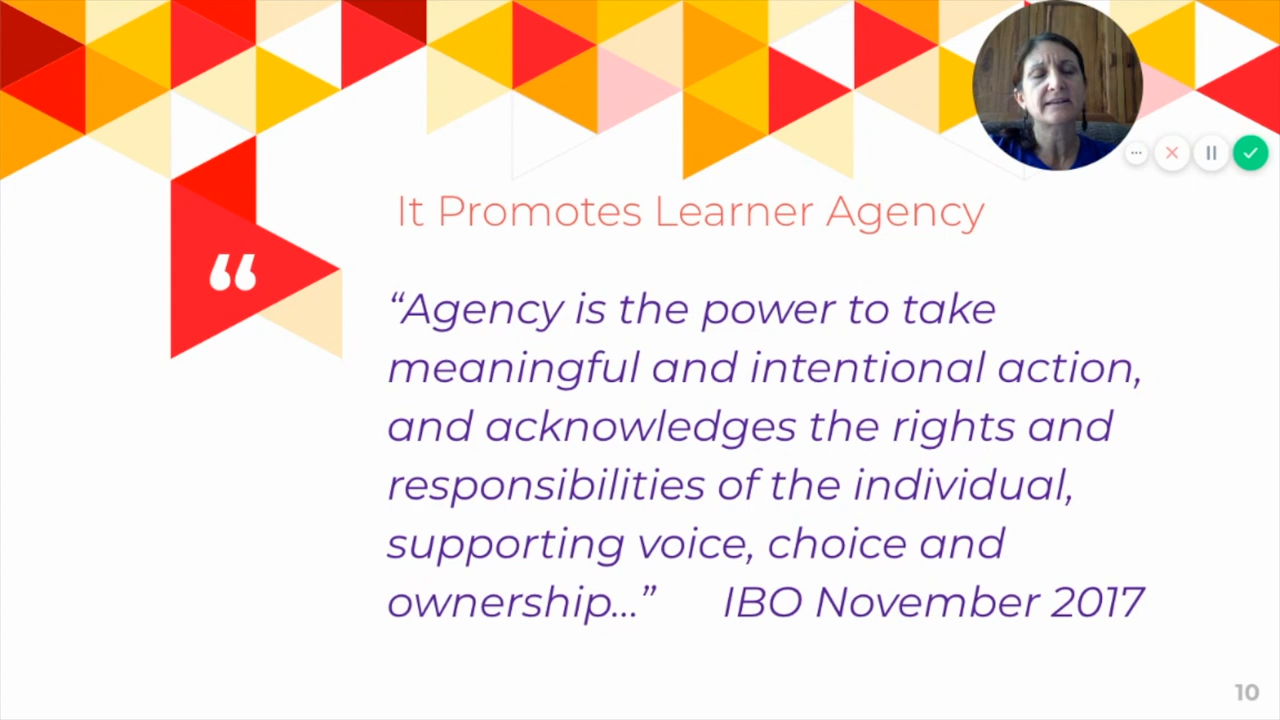 It Promotes Learner Agency
“
“Agency is the power to take
meaningful and intentional action,
and acknowledges the rights and
responsibilities of the individual,
supporting voice, choice and
ownership...” IBO November 2017
10